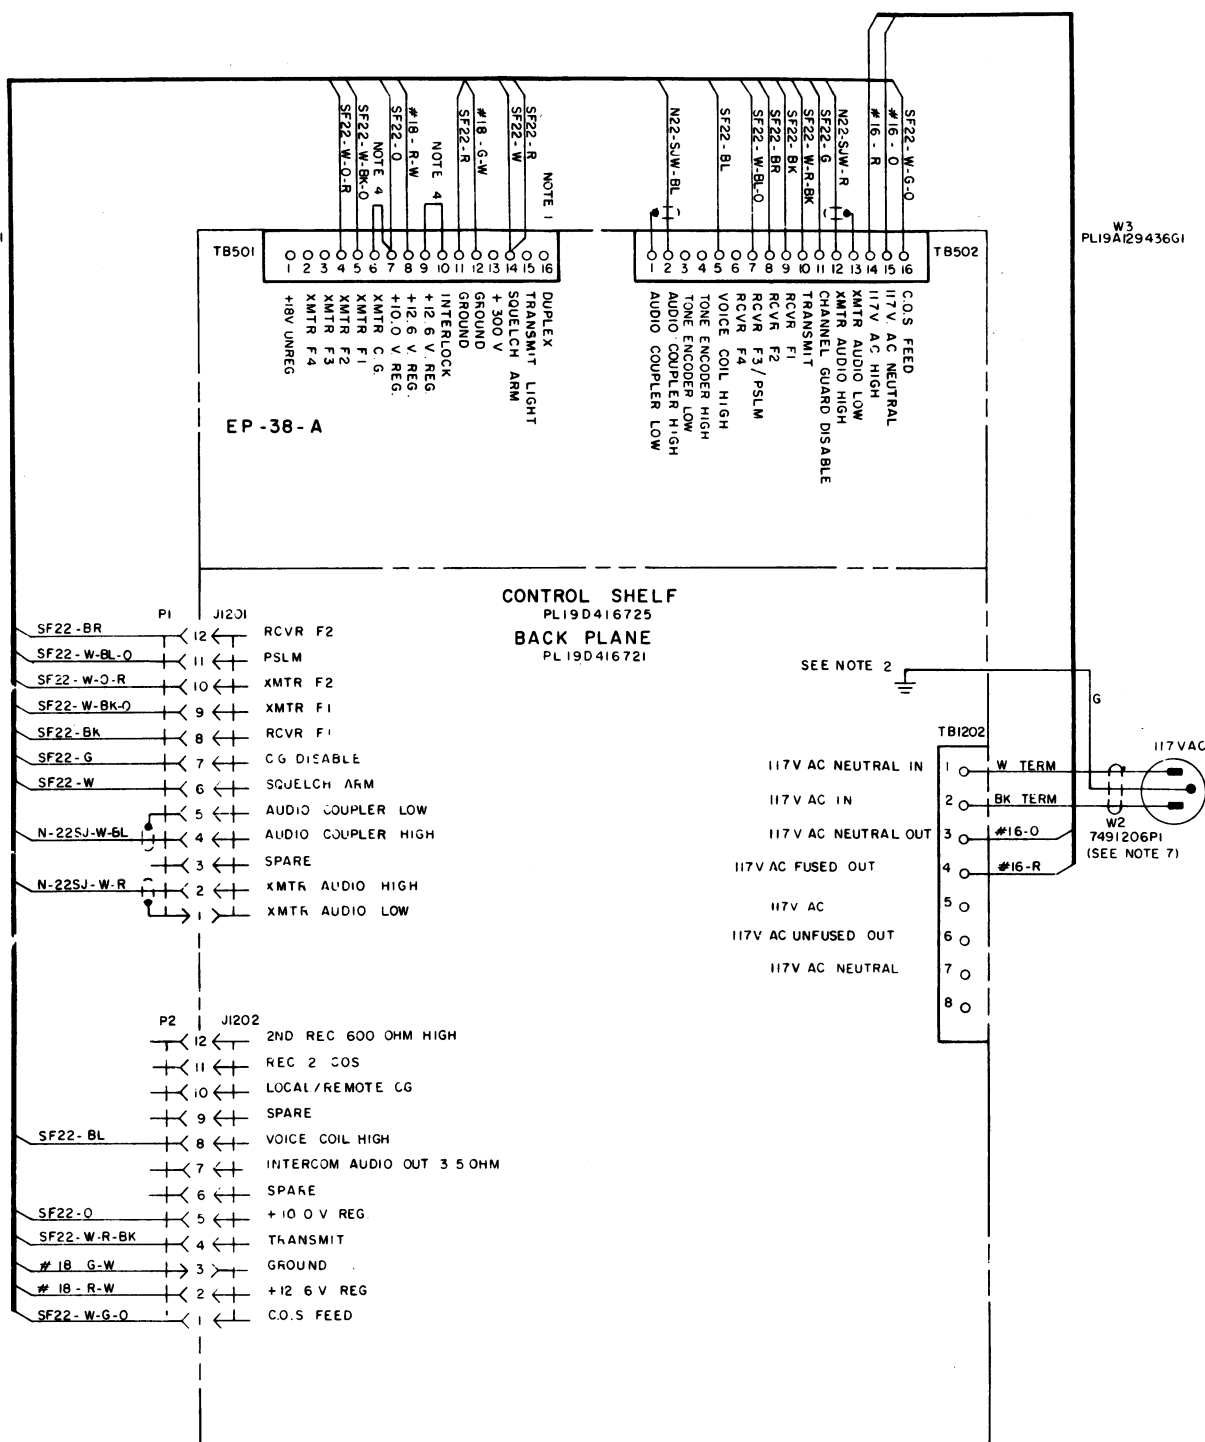 SF22-W-O-R
SF22-W-BK-O
NOTE 4
SF22-O
#18-R-W
NOTE 4
SF22-R
#18-G-W
SF22-W
SF22-R
NOTE 1
N22-SJW-BL
SF22-BL
SF22-W-BL-O
SF22-BR
SF22-BK
SF22-W-R-BK
SF22-G
N22-SJW-R
#16-R
#16-O
SF22-W-G-O
W3
PL19A129436G1
TB501
1 2 3 4 5 6 7 8 9 10 11 12 13 14 15 16
+18V UNREG
XMTR F4
XMTR F3
XMTR F2
XMTR F1
XMTR C.G.
+10.0 V. REG.
+12.6 V. REG.
+12.6 V. REG.
INTERLOCK
GROUND
GROUND
+300V
SQUELCH ARM
TRANSMIT LIGHT
DUPLEX
TB502
1 2 3 4 5 6 7 8 9 10 11 12 13 14 15 16
AUDIO COUPLER LOW
AUDIO COUPLER HIGH
TONE ENCODER LOW
TONE ENCODER HIGH
VOICE COIL HIGH
RCVR F4
RCVR F3/PSLM
RCVR F2
RCVR F1
TRANSMIT
CHANNEL GUARD DISABLE
XMTR AUDIO HIGH
XMTR AUDIO LOW
117V AC HIGH
117V. AC NEUTRAL
C.O.S FEED
EP-38-A
CONTROL SHELF
PL19D416725
BACK PLANE
PL19D416721
P1 J1201
SF22-BR 12 RCVR F2
SF22-W-BL-O 11 PSLM
SF22-W-O-R 10 XMTR F2
SF22-W-BK-O 9 XMTR F1
SF22-BK 8 RCVR F1
SF22-G 7 CG DISABLE
SF22-W 6 SQUELCH ARM
5 AUDIO COUPLER LOW
N-22SJ-W-BL 4 AUDIO COUPLER HIGH
3 SPARE
N-22SJ-W-R 2 XMTR AUDIO HIGH
1 XMTR AUDIO LOW
SEE NOTE 2
G
TB1202
117VAC
117V AC NEUTRAL IN 1 W TERM
117V AC IN 2 BK TERM
W2
7491206P1
(SEE NOTE 7)
117V AC NEUTRAL OUT 3 #16-O
117V AC FUSED OUT 4 #16-R
117V AC 5
117V AC UNFUSED OUT 6
117V AC NEUTRAL 7
8
P2 J1202
12 2ND REC 600 OHM HIGH
11 REC 2 COS
10 LOCAL/REMOTE CG
9 SPARE
SF22-BL 8 VOICE COIL HIGH
7 INTERCOM AUDIO OUT 3 5 OHM
6 SPARE
SF22-O 5 +10 0 V REG.
SF22-W-R-BK 4 TRANSMIT
#18 G-W 3 GROUND
#18-R-W 2 +12 6 V REG
SF22-W-G-O 1 C.O.S FEED